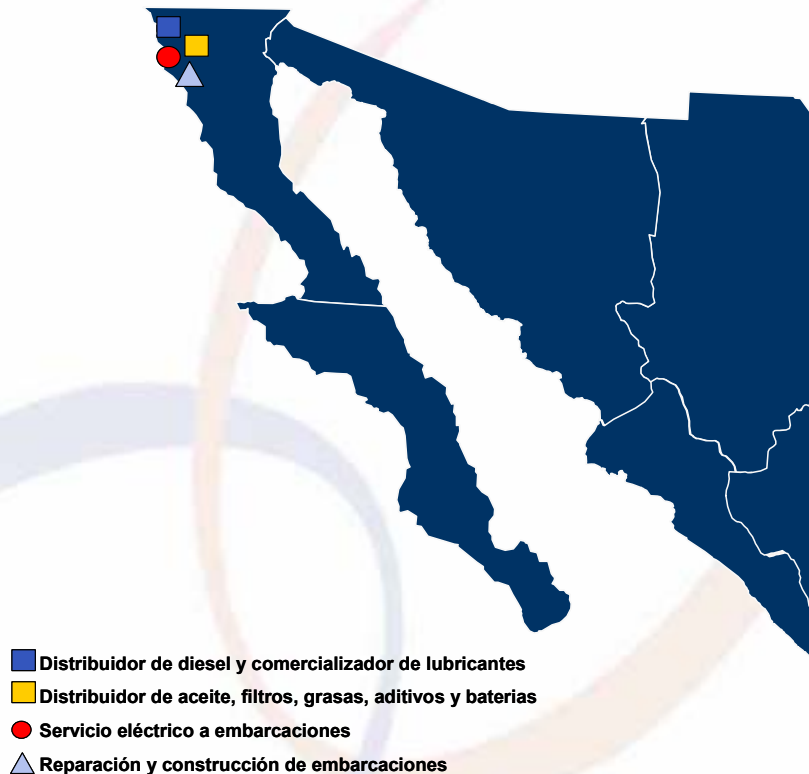 Distribuidor de diesel y comercializador de lubricantes
Distribuidor de aceite, filtros, grasas, aditivos y baterias
Servicio eléctrico a embarcaciones
Reparación y construcción de embarcaciones